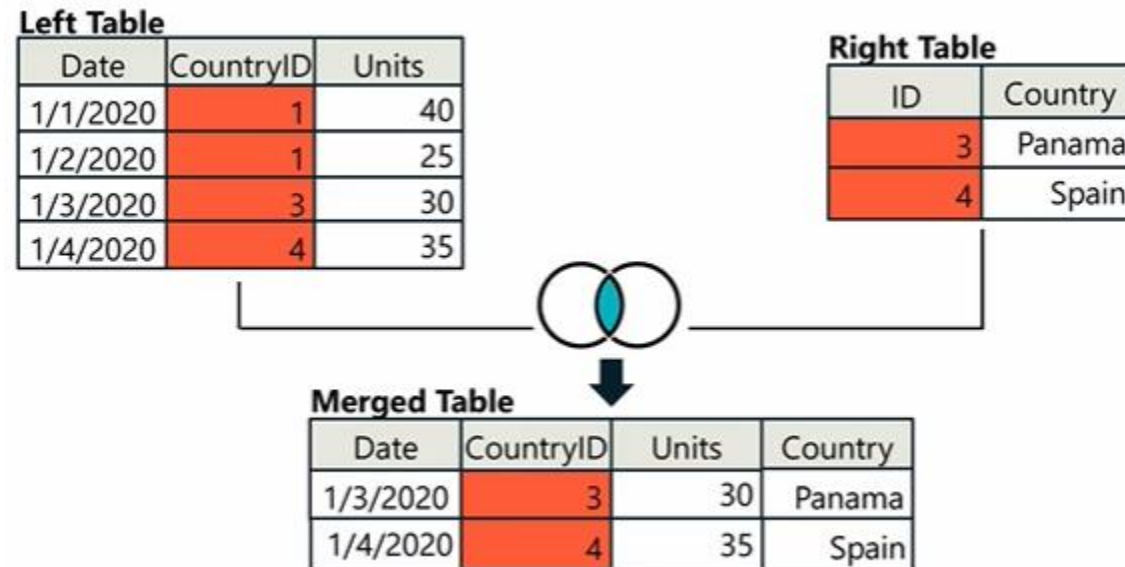 Left Table
Date CountryID Units
1/1/2020 1 40
1/2/2020 1 25
1/3/2020 3 30
1/4/2020 4 35
Right Table
ID Country
3 Panama
4 Spain
Merged Table
Date CountryID Units Country
1/3/2020 3 30 Panama
1/4/2020 4 35 Spain